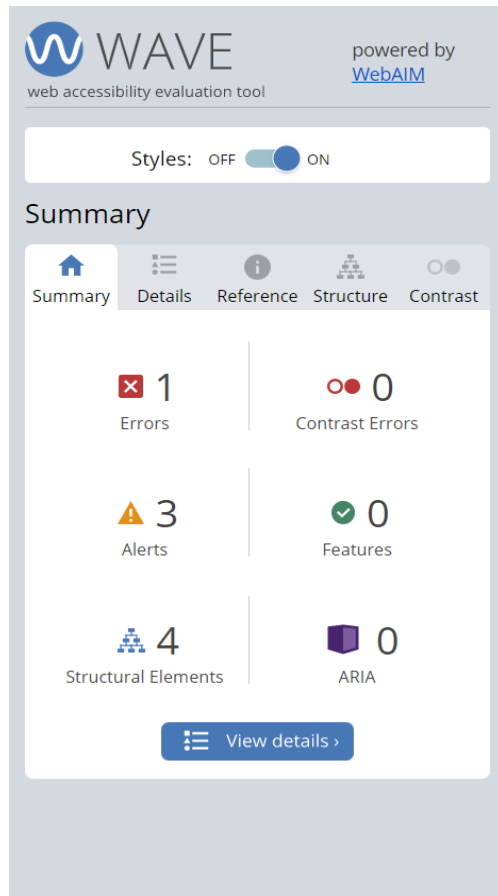 WAVE
web accessibility evaluation tool
powered by
WebAIM
Styles: OFF ON
Summary
Summary Details Reference Structure Contrast
1 0
Errors Contrast Errors
3 0
Alerts Features
4 0
Structural Elements ARIA
View details ›